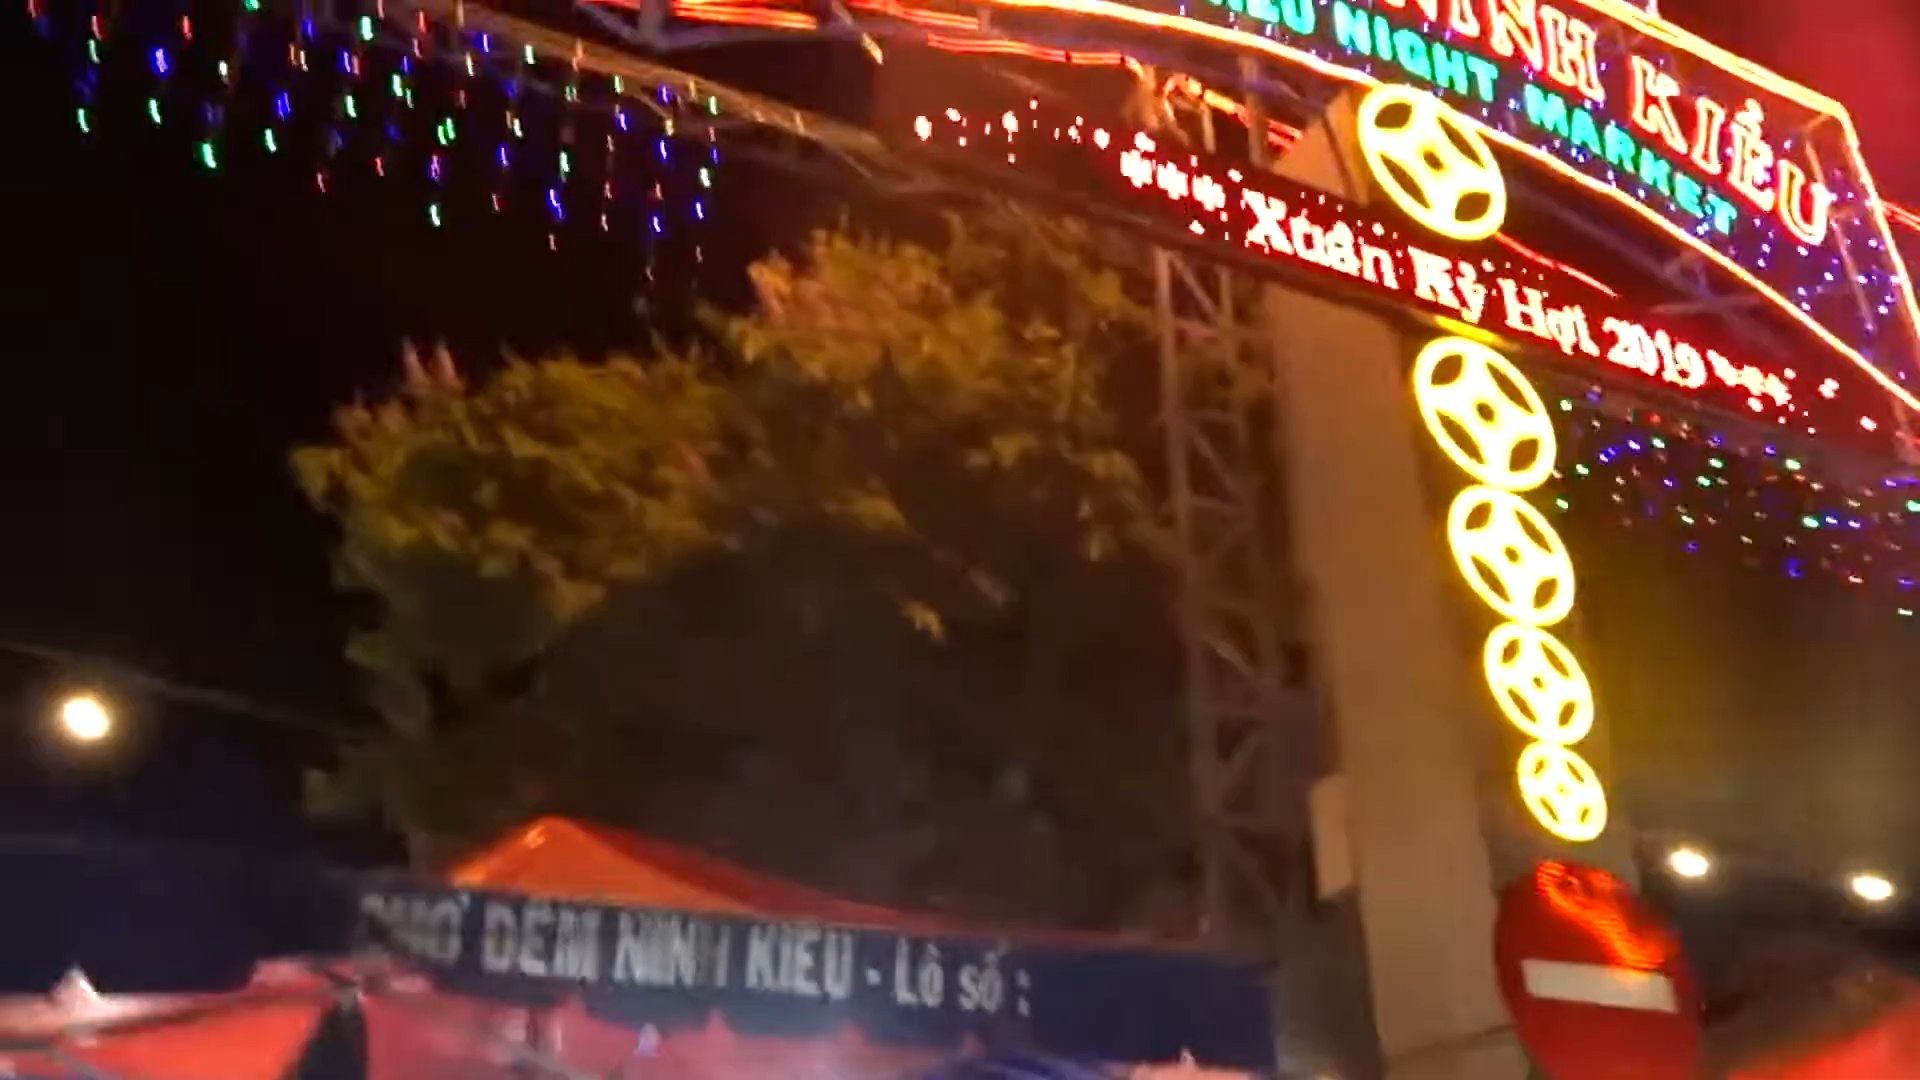 NINH KIỀU
NIGHT MARKET
*** Xuân Kỷ Hợi 2019 ***
CHỢ ĐÊM NINH KIỀU - Lô số :